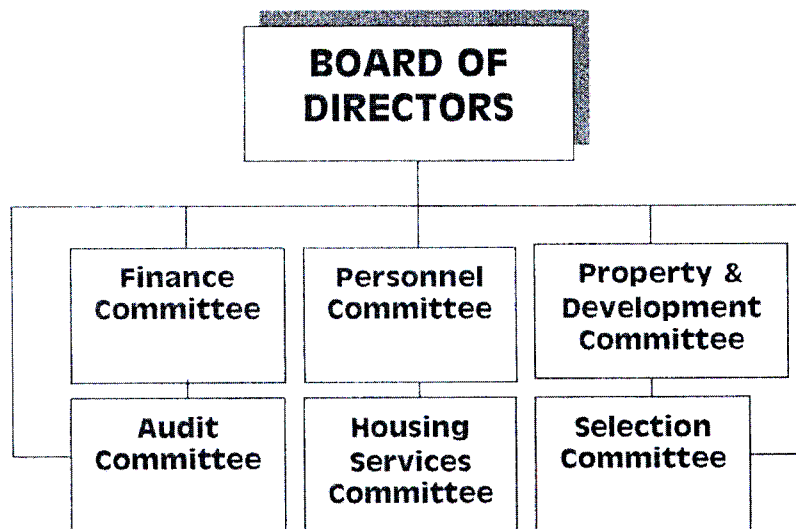 BOARD OF
DIRECTORS
Finance
Committee
Personnel
Committee
Property &
Development
Committee
Audit
Committee
Housing
Services
Committee
Selection
Committee